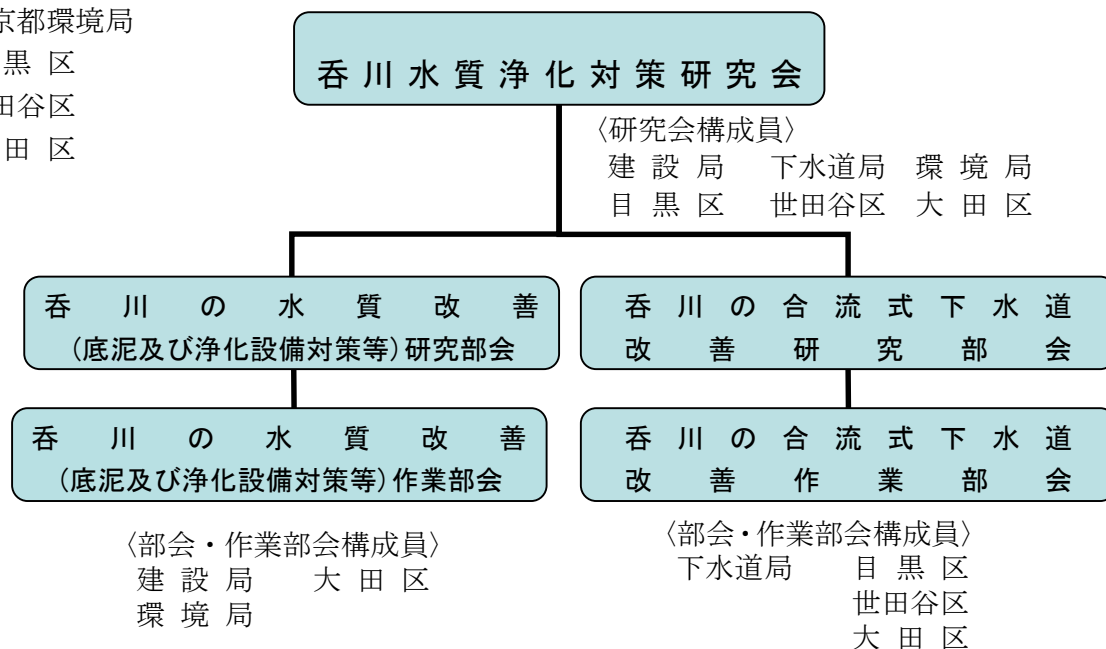 京都環境局
黒 区
田谷区
田 区
呑川水質浄化対策研究会
〈研究会構成員〉
建 設 局 下水道局 環 境 局
目 黒 区 世田谷区 大 田 区
呑川の水質改善
(底泥及び浄化設備対策等)研究部会
呑川の合流式下水道
改善研究部会
呑川の水質改善
(底泥及び浄化設備対策等)作業部会
呑川の合流式下水道
改善作業部会
〈部会・作業部会構成員〉
建 設 局 大 田 区
環 境 局
〈部会・作業部会構成員〉
下水道局 目 黒 区
世田谷区
大 田 区